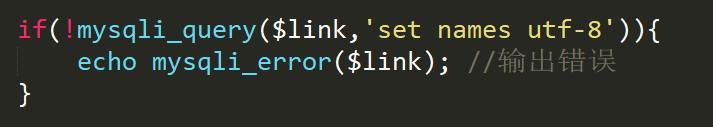 if(!mysqli_query($link,'set names utf-8')){
    echo mysqli_error($link); //输出错误
}